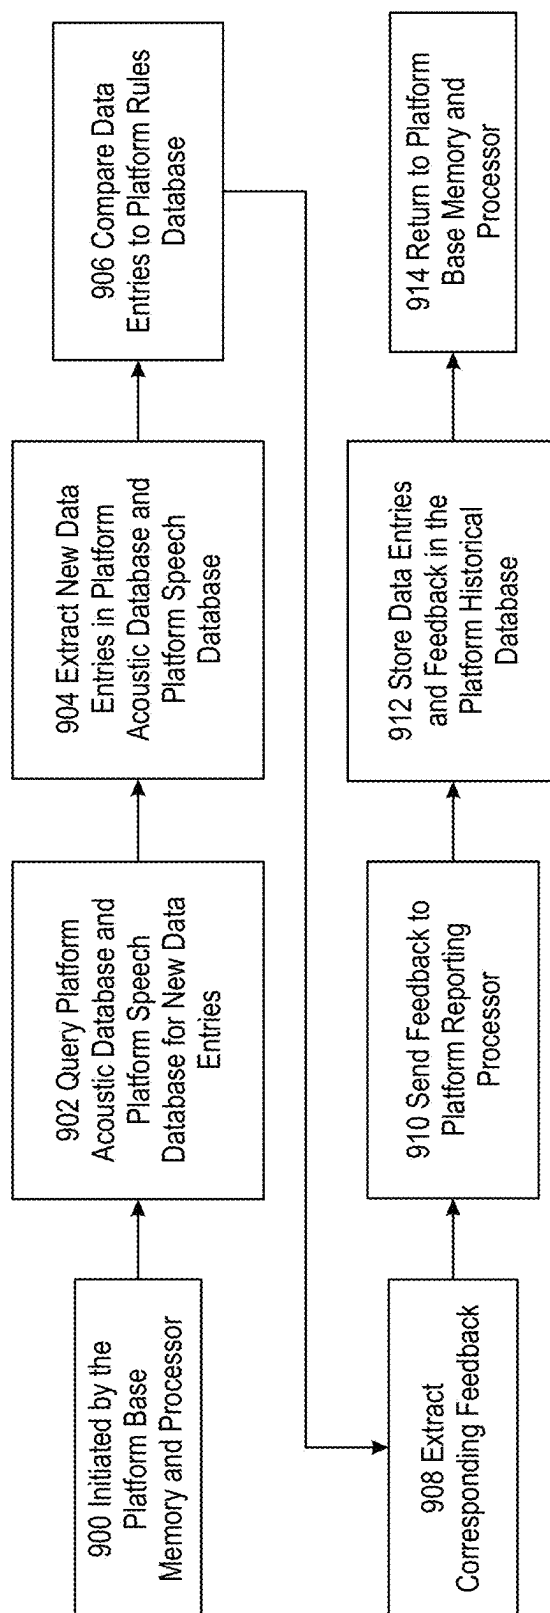 900 Initiated by the
Platform Base
Memory and Processor
902 Query Platform
Acoustic Database and
Platform Speech
Database for New Data
Entries
904 Extract New Data
Entries in Platform
Acoustic Database and
Platform Speech
Database
906 Compare Data
Entries to Platform Rules
Database
908 Extract
Corresponding Feedback
910 Send Feedback to
Platform Reporting
Processor
912 Store Data Entries
and Feedback in the
Platform Historical
Database
914 Return to Platform
Base Memory and
Processor